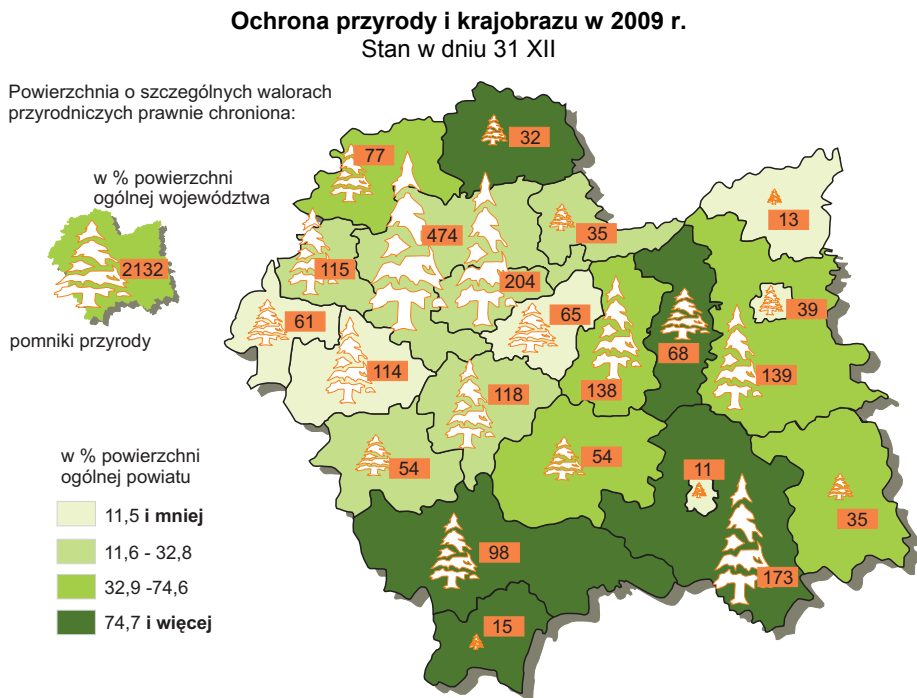 Ochrona przyrody i krajobrazu w 2009 r.
Stan w dniu 31 XII
Powierzchnia o szczególnych walorach
przyrodniczych prawnie chroniona:
w % powierzchni
ogólnej województwa
2132
pomniki przyrody
w % powierzchni
ogólnej powiatu
11,5 i mniej
11,6 - 32,8
32,9 -74,6
74,7 i więcej
32
77
13
474
35
115
204
39
61
65
68
114
139
118
138
54
54
11
35
98
173
15